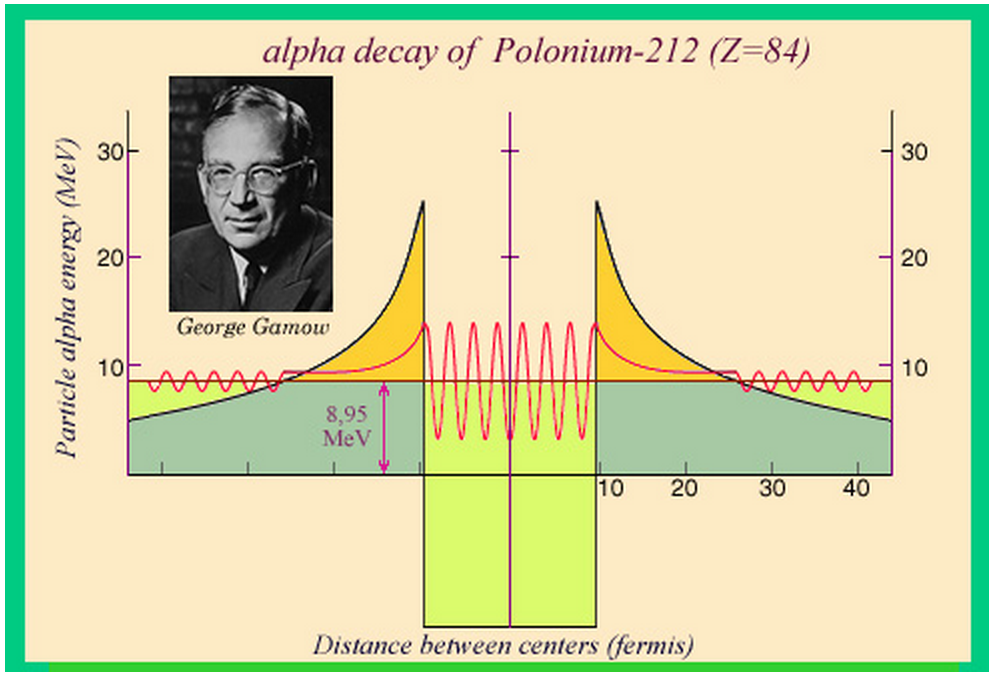 alpha decay of Polonium-212 (Z=84)
Particle alpha energy (MeV)
30
20
10
George Gamow
30
20
10
8,95
MeV
10 20 30 40
Distance between centers (fermis)